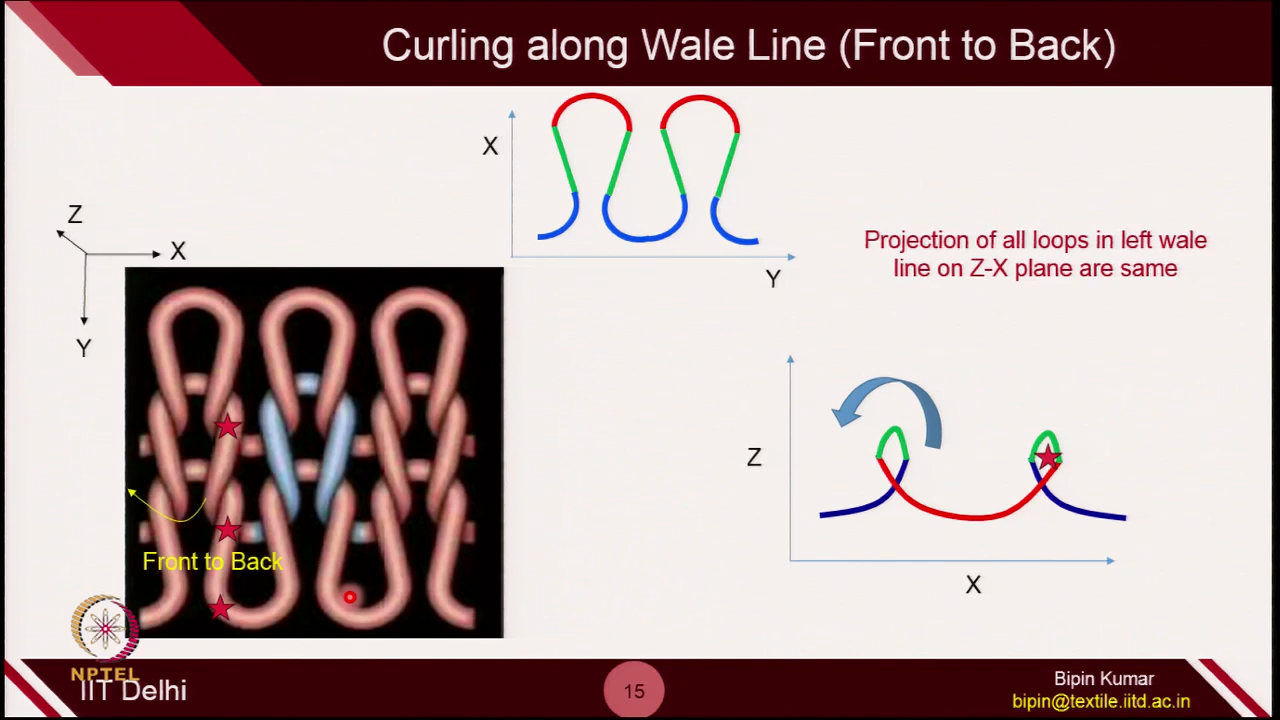 Curling along Wale Line (Front to Back)
X
Y
Z
X
Y
Projection of all loops in left wale
line on Z-X plane are same
Front to Back
Z
X
NPTEL
IIT Delhi
15
Bipin Kumar
bipin@textile.iitd.ac.in